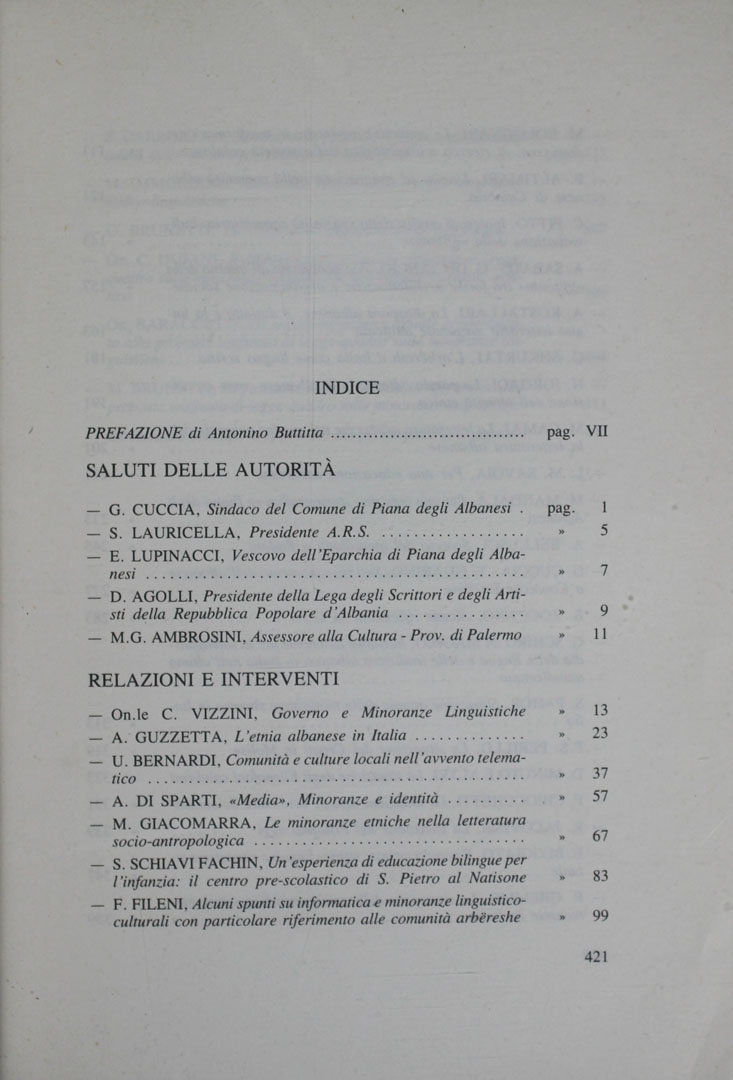 INDICE
PREFAZIONE di Antonino Buttitta .................................... pag. VII
SALUTI DELLE AUTORITÀ
— G. CUCCIA, Sindaco del Comune di Piana degli Albanesi . pag. 1
— S. LAURICELLA, Presidente A.R.S. .................. » 5
— E. LUPINACCI, Vescovo dell'Eparchia di Piana degli Alba-
nesi ............................................... » 7
— D. AGOLLI, Presidente della Lega degli Scrittori e degli Arti-
sti della Repubblica Popolare d'Albania ................ » 9
— M.G. AMBROSINI, Assessore alla Cultura - Prov. di Palermo » 11
RELAZIONI E INTERVENTI
— On.le C. VIZZINI, Governo e Minoranze Linguistiche » 13
— A. GUZZETTA, L'etnia albanese in Italia .............. » 23
— U. BERNARDI, Comunità e culture locali nell'avvento telema-
tico ............................................... » 37
— A. DI SPARTI, «Media», Minoranze e identità .......... » 57
— M. GIACOMARRA, Le minoranze etniche nella letteratura
socio-antropologica .................................. » 67
— S. SCHIAVI FACHIN, Un'esperienza di educazione bilingue per
l'infanzia: il centro pre-scolastico di S. Pietro al Natisone » 83
— F. FILENI, Alcuni spunti su informatica e minoranze linguistico-
culturali con particolare riferimento alle comunità arbëreshe » 99
421